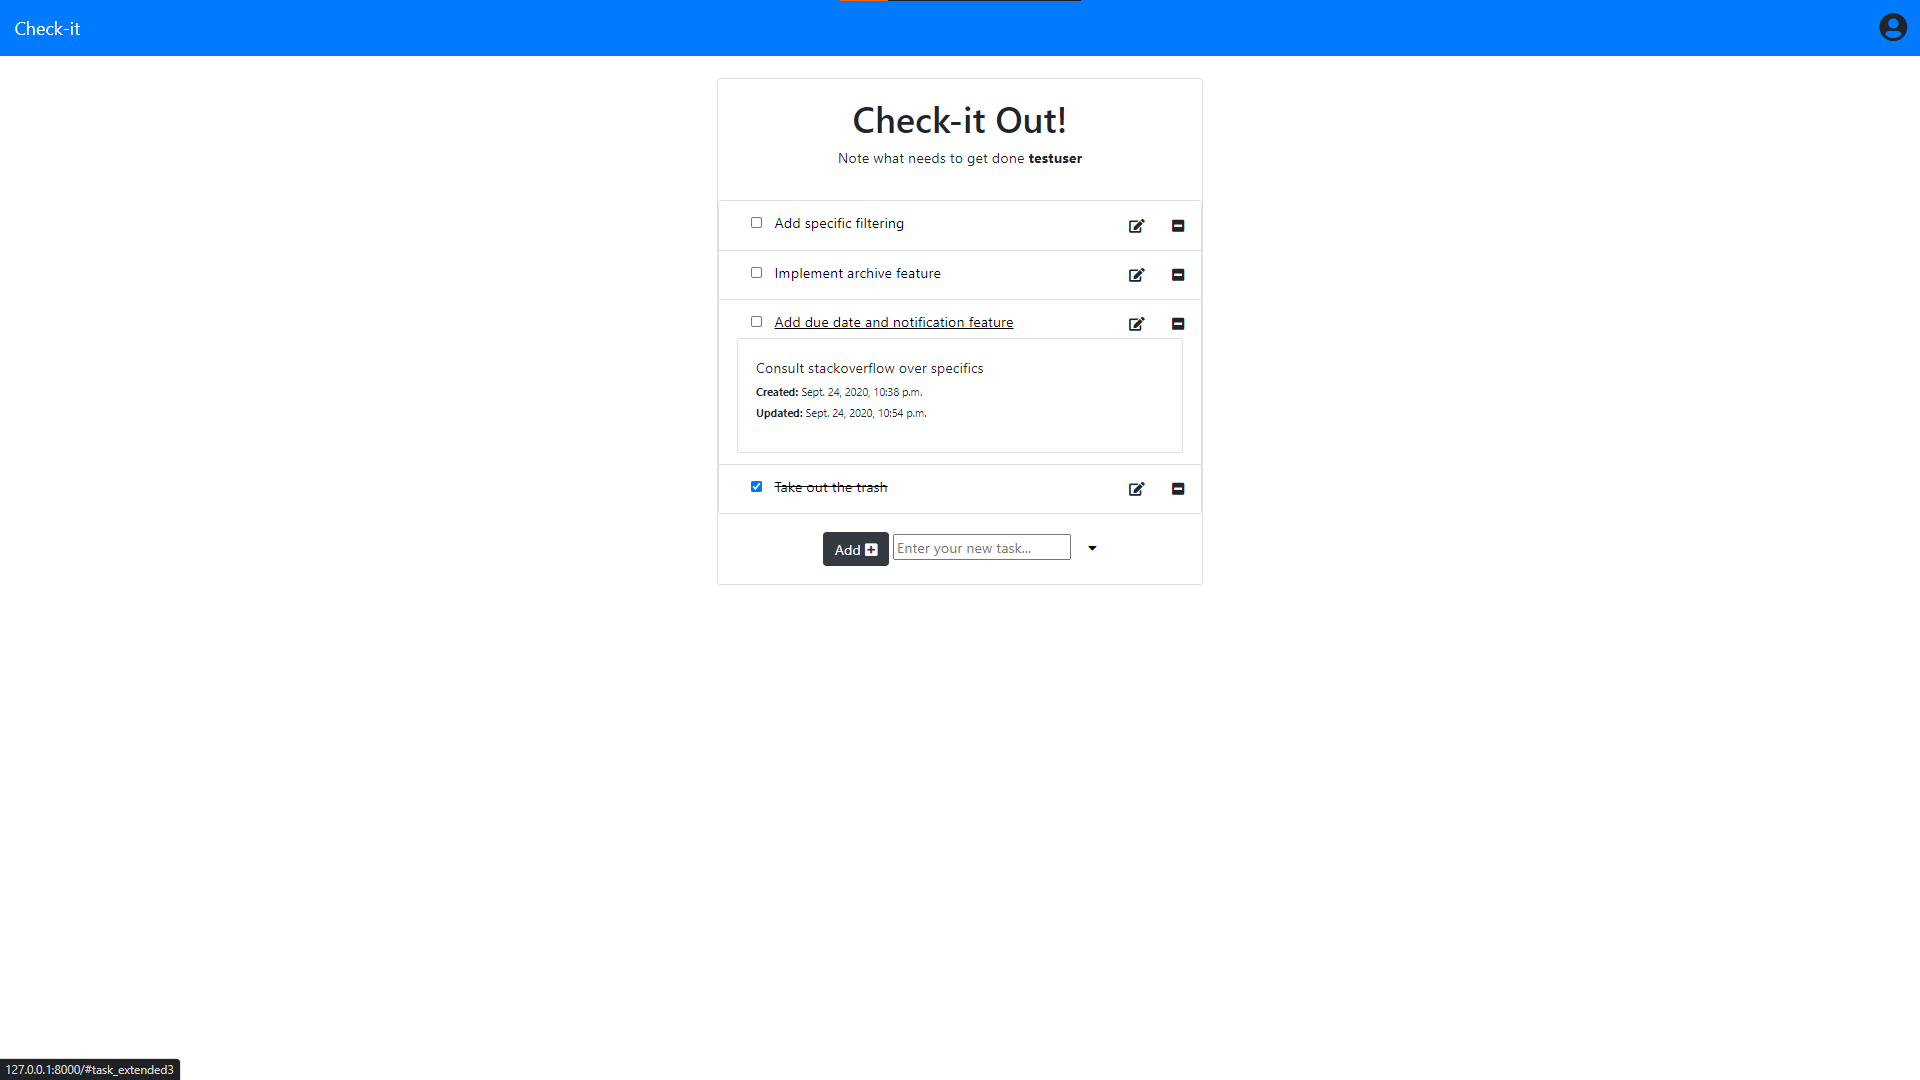 Check-it
Check-it Out!
Note what needs to get done testuser
Add specific filtering
Implement archive feature
Add due date and notification feature
Consult stackoverflow over specifics
Created: Sept. 24, 2020, 10:38 p.m.
Updated: Sept. 24, 2020, 10:54 p.m.
Take out the trash
Add
Enter your new task...
127.0.0.1:8000/#task_extended3